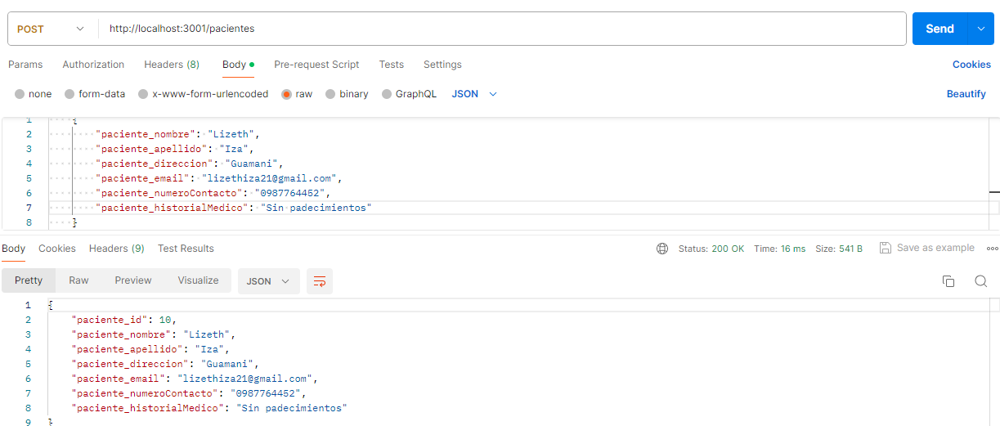 POST http://localhost:3001/pacientes Send
Params Authorization Headers (8) Body Pre-request Script Tests Settings Cookies
none form-data x-www-form-urlencoded raw binary GraphQL JSON Beautify
1 {
2 "paciente_nombre": "Lizeth",
3 "paciente_apellido": "Iza",
4 "paciente_direccion": "Guamani",
5 "paciente_email": "lizethiza21@gmail.com",
6 "paciente_numeroContacto": "0987764452",
7 "paciente_historialMedico": "Sin padecimientos"
8 }
Body Cookies Headers (9) Test Results Status: 200 OK Time: 16 ms Size: 541 B Save as example
Pretty Raw Preview Visualize JSON
1 {
2 "paciente_id": 10,
3 "paciente_nombre": "Lizeth",
4 "paciente_apellido": "Iza",
5 "paciente_direccion": "Guamani",
6 "paciente_email": "lizethiza21@gmail.com",
7 "paciente_numeroContacto": "0987764452",
8 "paciente_historialMedico": "Sin padecimientos"
9 }